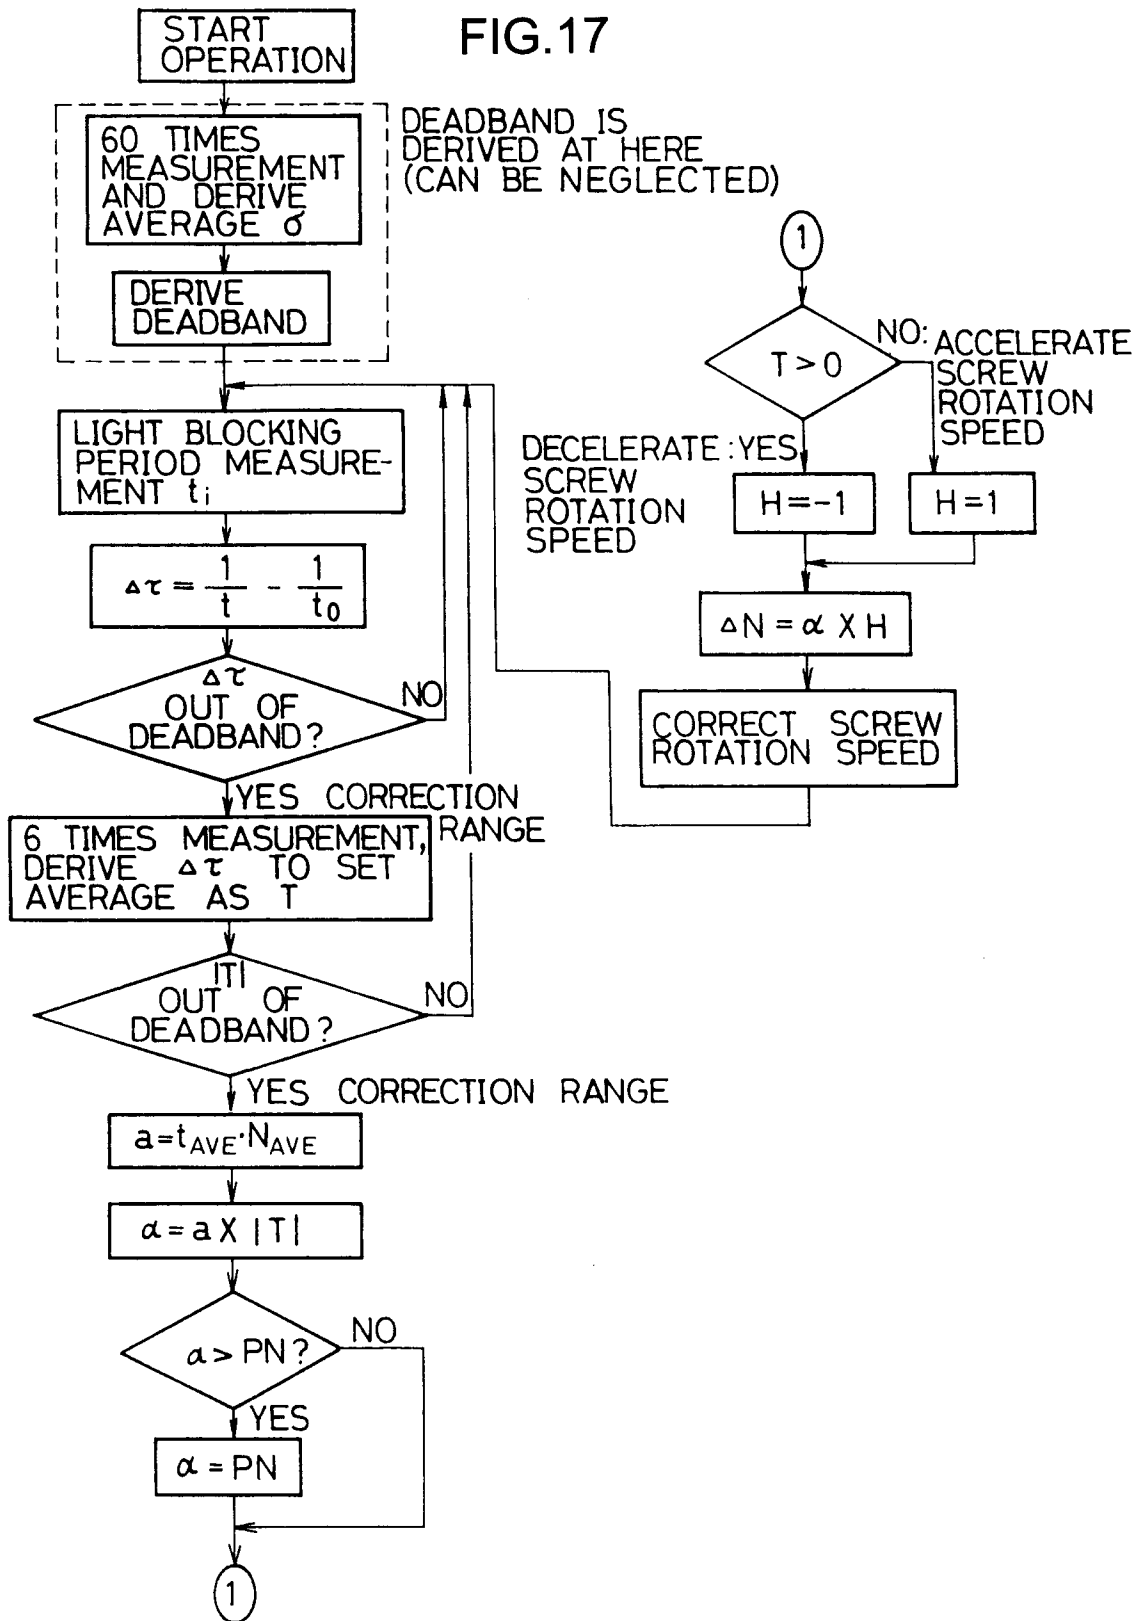 FIG.17
START
OPERATION
60 TIMES
MEASUREMENT
AND DERIVE
AVERAGE σ
DEADBAND IS
DERIVED AT HERE
(CAN BE NEGLECTED)
DERIVE
DEADBAND
LIGHT BLOCKING
PERIOD MEASURE-
MENT ti
Δτ = 1/t - 1/t0
Δτ
OUT OF
DEADBAND?
NO
YES CORRECTION
RANGE
6 TIMES MEASUREMENT,
DERIVE Δτ TO SET
AVERAGE AS T
|T|
OUT OF
DEADBAND?
NO
YES CORRECTION RANGE
a=tAVE·NAVE
α=a X |T|
α> PN?
NO
YES
α = PN
1
1
T > 0
NO: ACCELERATE
SCREW
ROTATION
SPEED
DECELERATE :YES
SCREW
ROTATION
SPEED
H=-1
H=1
ΔN = α X H
CORRECT SCREW
ROTATION SPEED